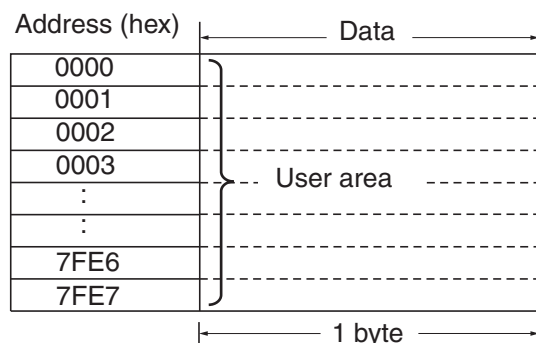 Address (hex) Data
0000
0001
0002
0003
User area
:
:
7FE6
7FE7
1 byte